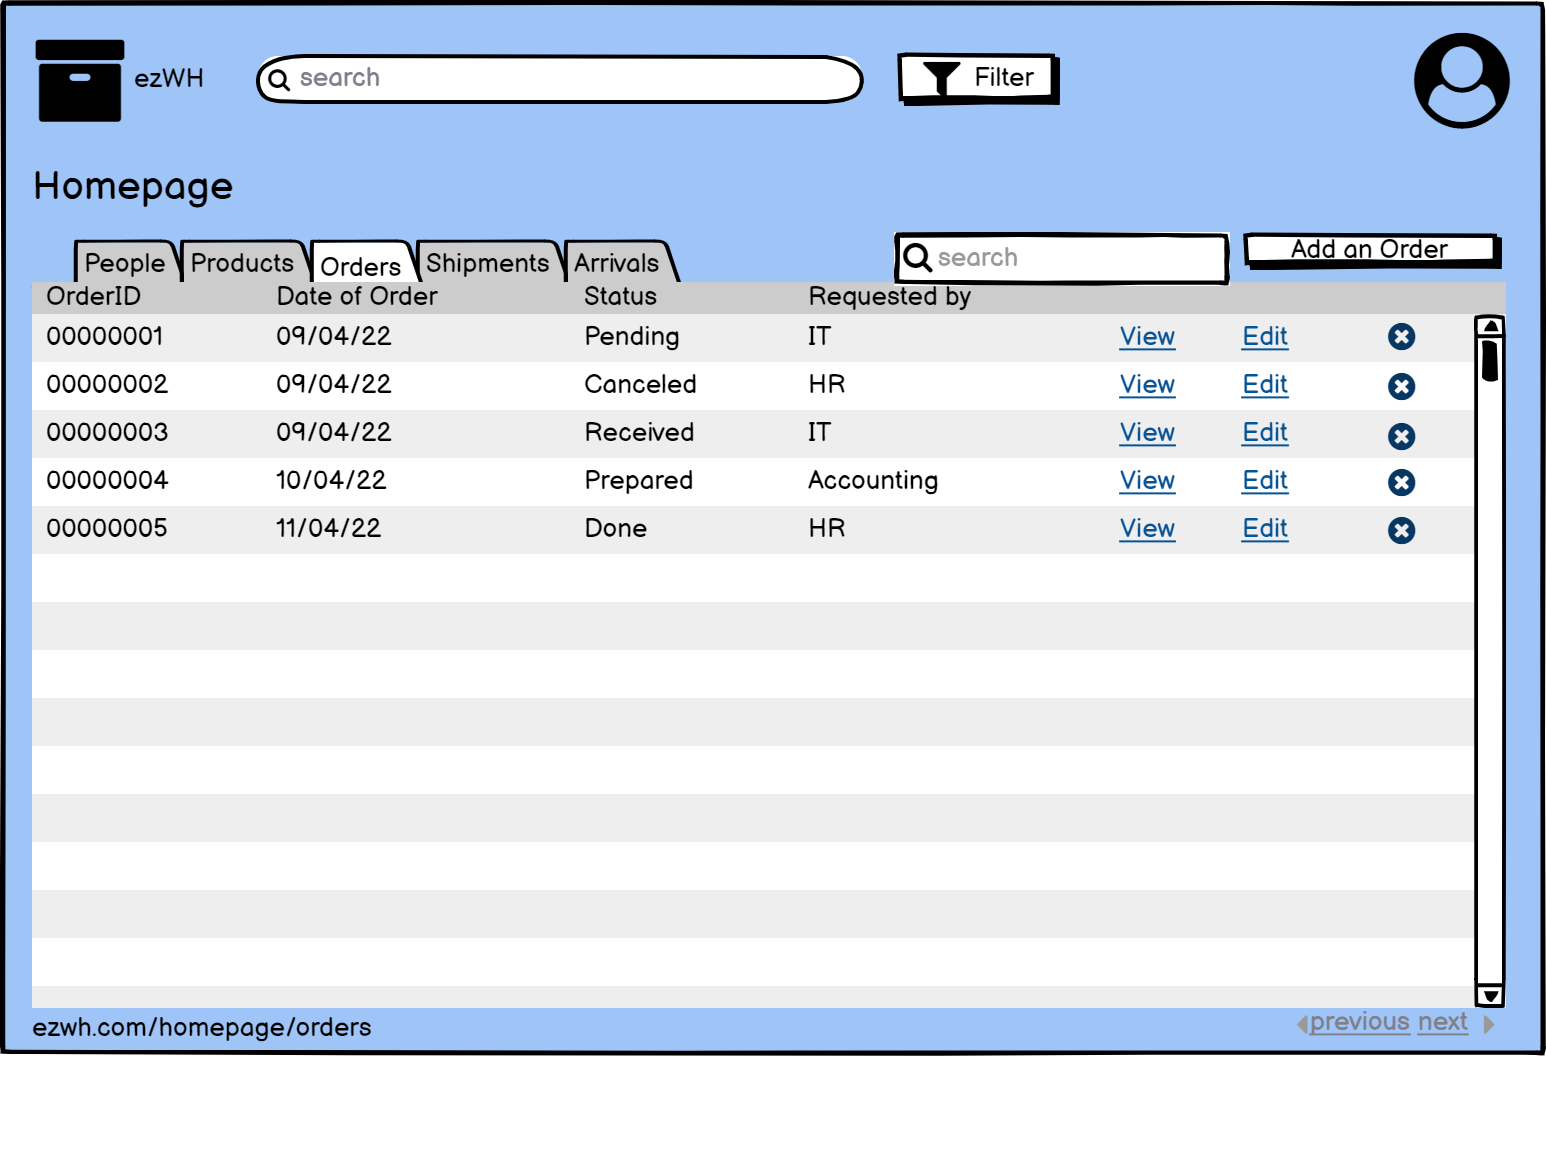 ezWH search Filter
Homepage
People Products Orders Shipments Arrivals search Add an Order
OrderID Date of Order Status Requested by
00000001 09/04/22 Pending IT View Edit
00000002 09/04/22 Canceled HR View Edit
00000003 09/04/22 Received IT View Edit
00000004 10/04/22 Prepared Accounting View Edit
00000005 11/04/22 Done HR View Edit
ezwh.com/homepage/orders previous next